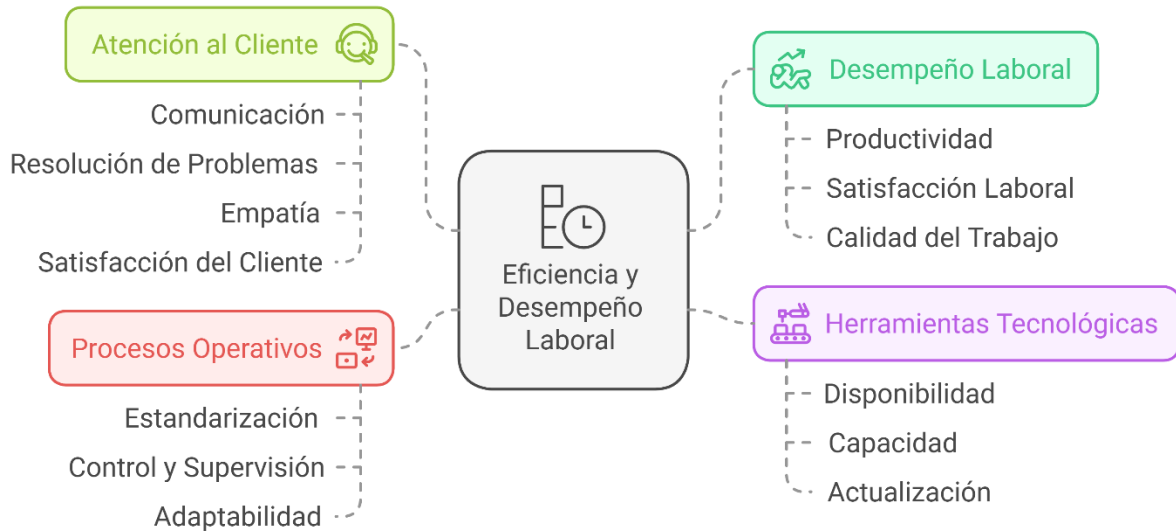 Atención al Cliente
Comunicación
Resolución de Problemas
Empatía
Satisfacción del Cliente
Procesos Operativos
Estandarización
Control y Supervisión
Adaptabilidad
Eficiencia y
Desempeño
Laboral
Desempeño Laboral
Productividad
Satisfacción Laboral
Calidad del Trabajo
Herramientas Tecnológicas
Disponibilidad
Capacidad
Actualización